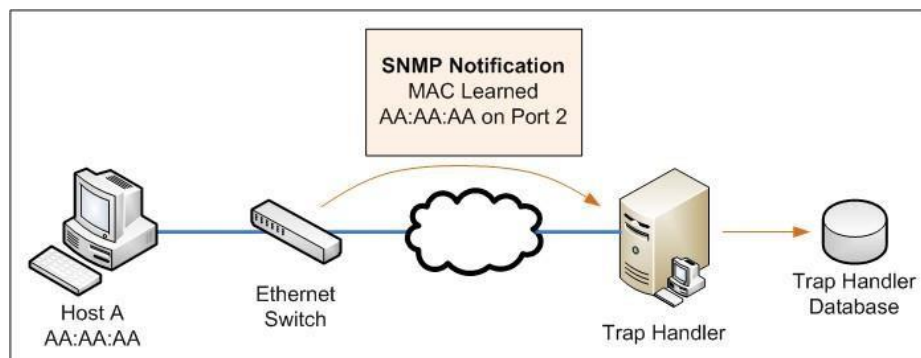 SNMP Notification
MAC Learned
AA:AA:AA on Port 2
Host A
AA:AA:AA
Ethernet
Switch
Trap Handler
Trap Handler
Database